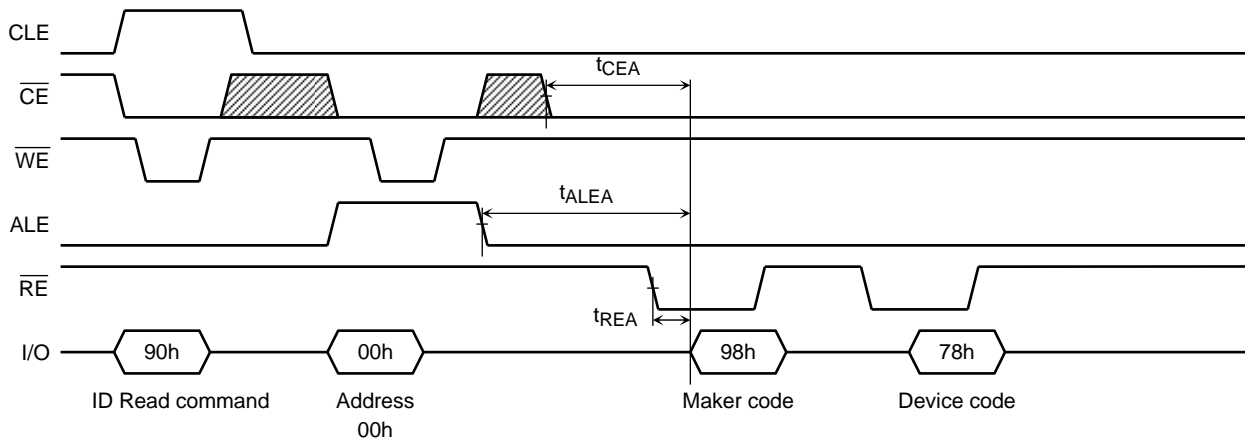 CLE
CE
tCEA
WE
tALEA
ALE
RE
tREA
I/O 90h 00h 98h 78h
ID Read command Address Maker code Device code
00h